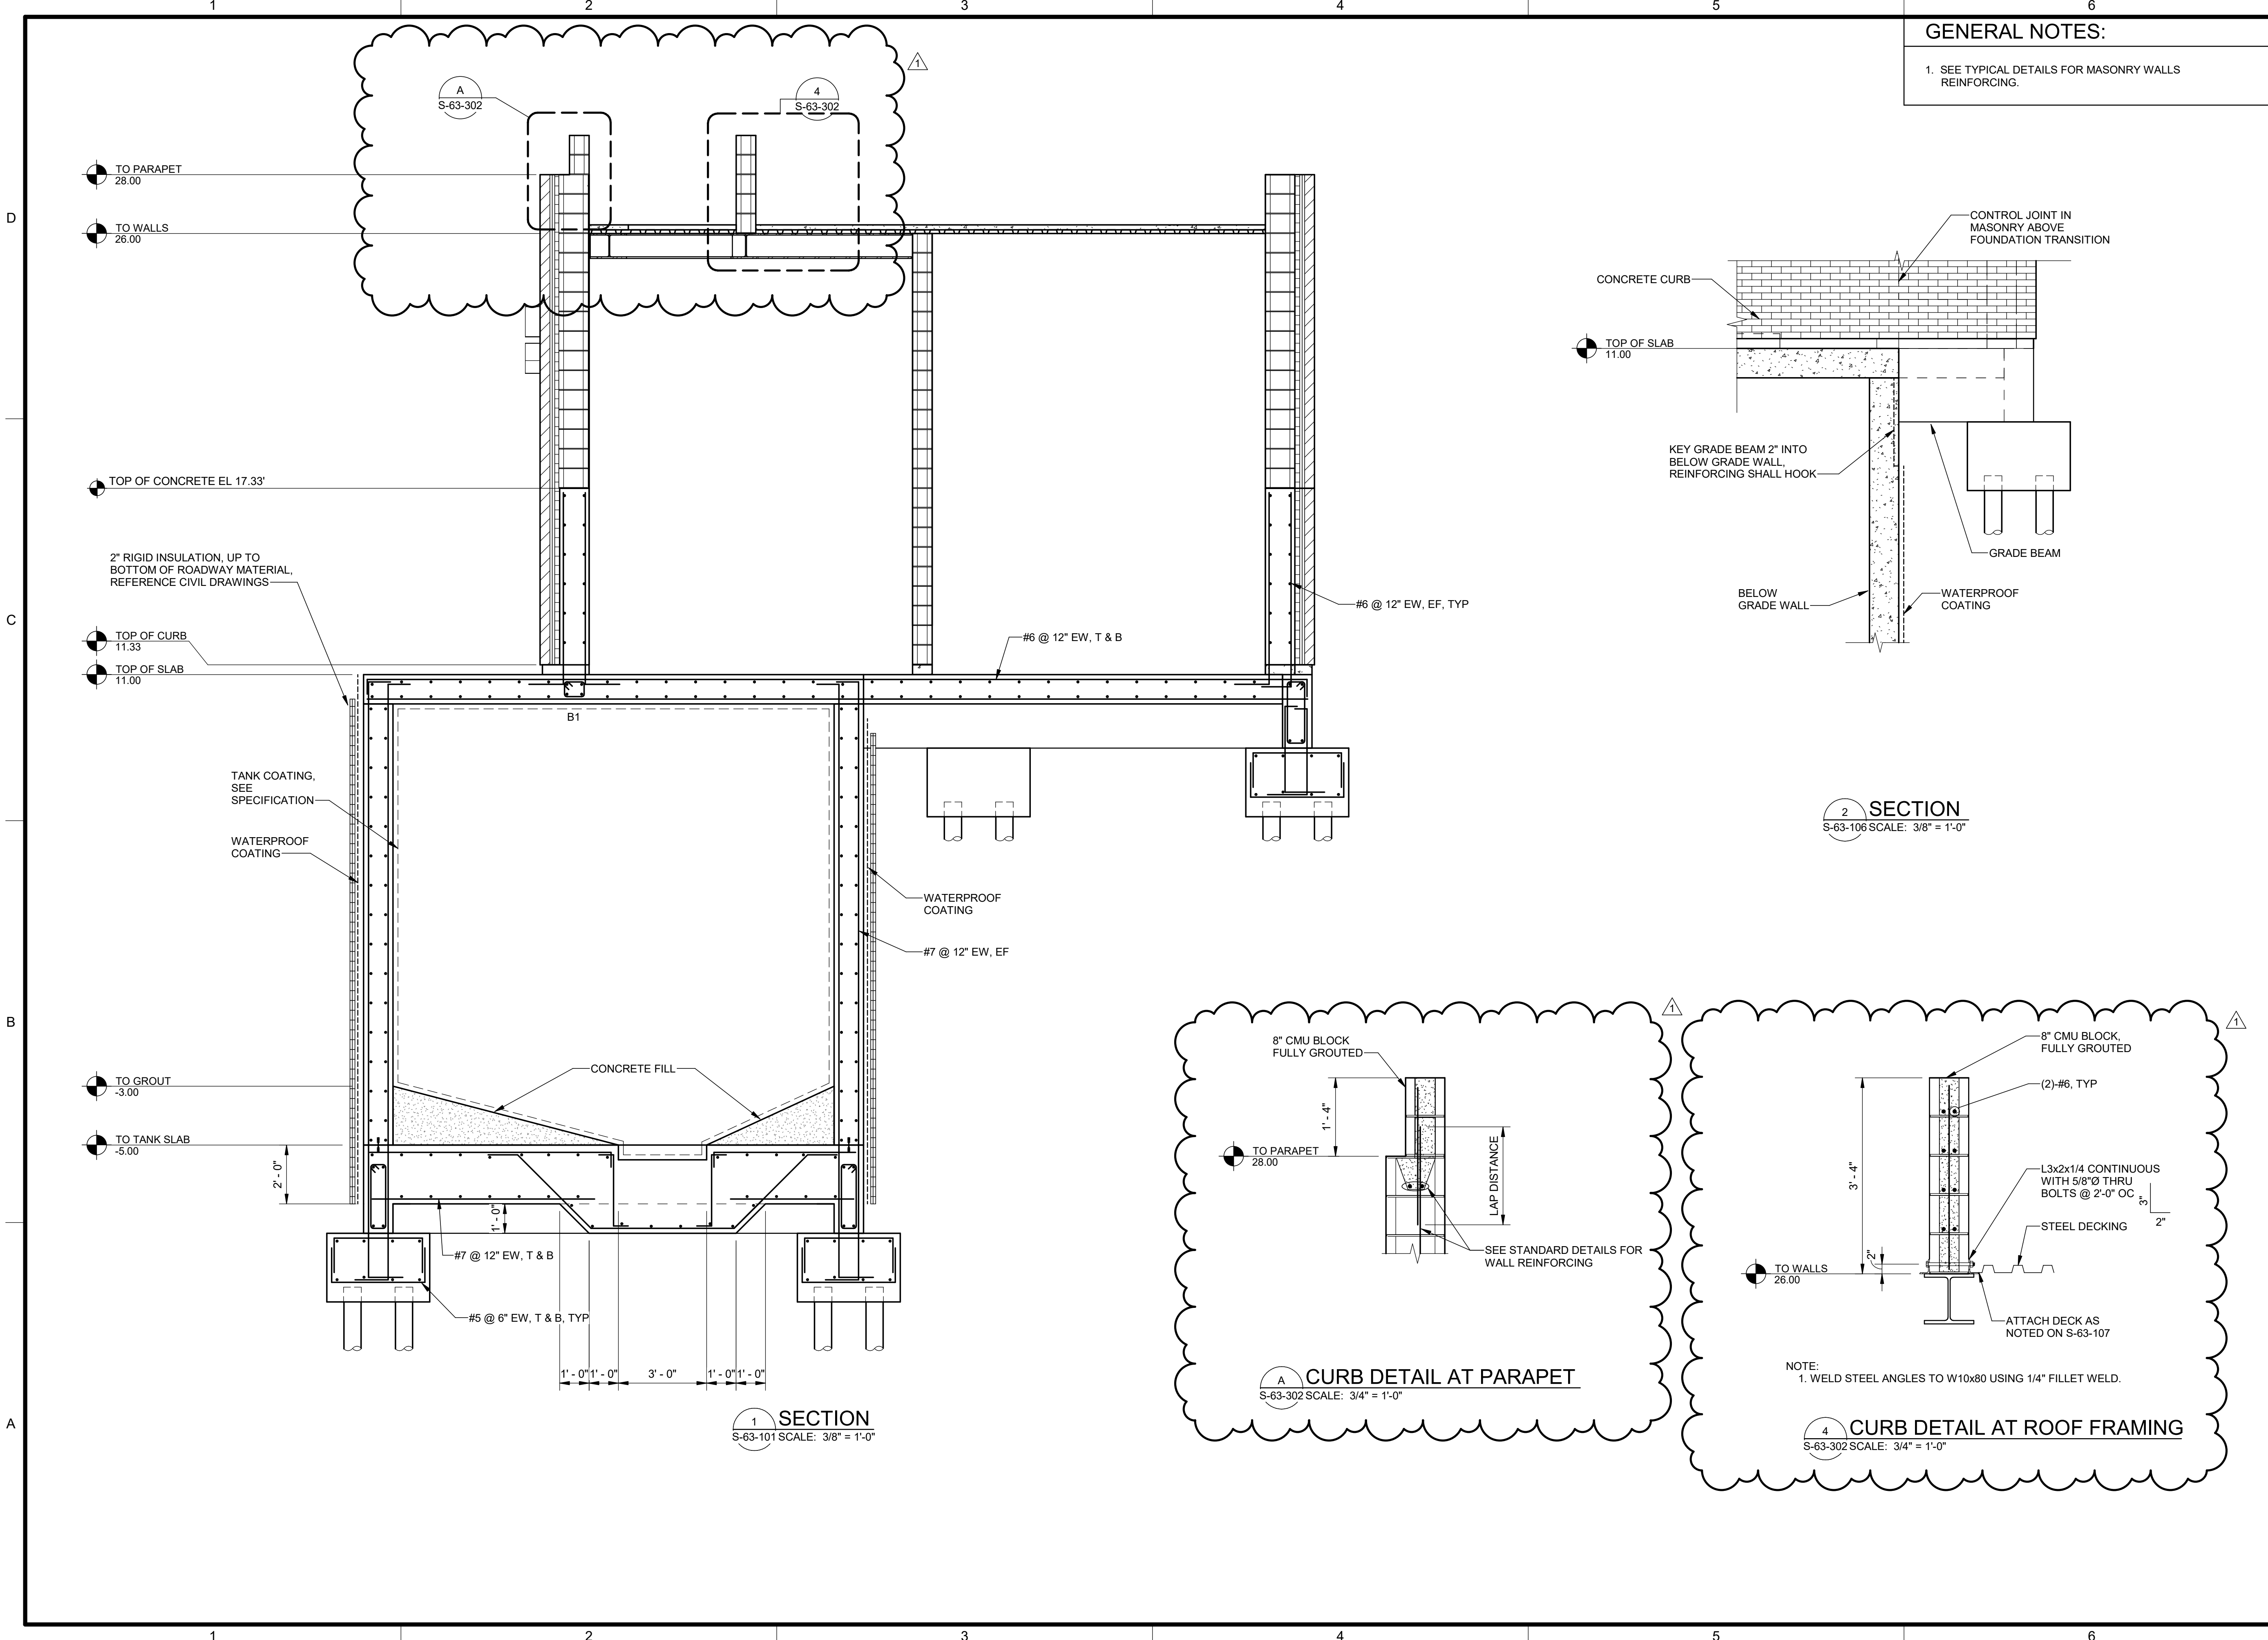 1 2 3 4 5 6
GENERAL NOTES:
1. SEE TYPICAL DETAILS FOR MASONRY WALLS
REINFORCING.
1
A
S-63-302
4
S-63-302
TO PARAPET
28.00
TO WALLS
26.00
D
TOP OF CONCRETE EL 17.33'
2" RIGID INSULATION, UP TO
BOTTOM OF ROADWAY MATERIAL,
REFERENCE CIVIL DRAWINGS
#6 @ 12" EW, EF, TYP
#6 @ 12" EW, T & B
C
TOP OF CURB
11.33
TOP OF SLAB
11.00
B1
TANK COATING,
SEE
SPECIFICATION
WATERPROOF
COATING
WATERPROOF
COATING
#7 @ 12" EW, EF
B
CONCRETE FILL
TO GROUT
-3.00
TO TANK SLAB
-5.00
2' - 0"
1' - 0"
#7 @ 12" EW, T & B
#5 @ 6" EW, T & B, TYP
1' - 0" 1' - 0" 3' - 0" 1' - 0" 1' - 0"
A
1
SECTION
S-63-101 SCALE: 3/8" = 1'-0"
CONTROL JOINT IN
MASONRY ABOVE
FOUNDATION TRANSITION
CONCRETE CURB
TOP OF SLAB
11.00
KEY GRADE BEAM 2" INTO
BELOW GRADE WALL,
REINFORCING SHALL HOOK
GRADE BEAM
BELOW
GRADE WALL
WATERPROOF
COATING
2
SECTION
S-63-106 SCALE: 3/8" = 1'-0"
1
8" CMU BLOCK
FULLY GROUTED
1' - 4"
TO PARAPET
28.00
LAP DISTANCE
SEE STANDARD DETAILS FOR
WALL REINFORCING
A
CURB DETAIL AT PARAPET
S-63-302 SCALE: 3/4" = 1'-0"
1
8" CMU BLOCK,
FULLY GROUTED
(2)-#6, TYP
3' - 4"
L3x2x1/4 CONTINUOUS
WITH 5/8"Ø THRU
BOLTS @ 2'-0" OC
3"
2"
STEEL DECKING
2"
TO WALLS
26.00
ATTACH DECK AS
NOTED ON S-63-107
NOTE:
1. WELD STEEL ANGLES TO W10x80 USING 1/4" FILLET WELD.
4
CURB DETAIL AT ROOF FRAMING
S-63-302 SCALE: 3/4" = 1'-0"
1 2 3 4 5 6